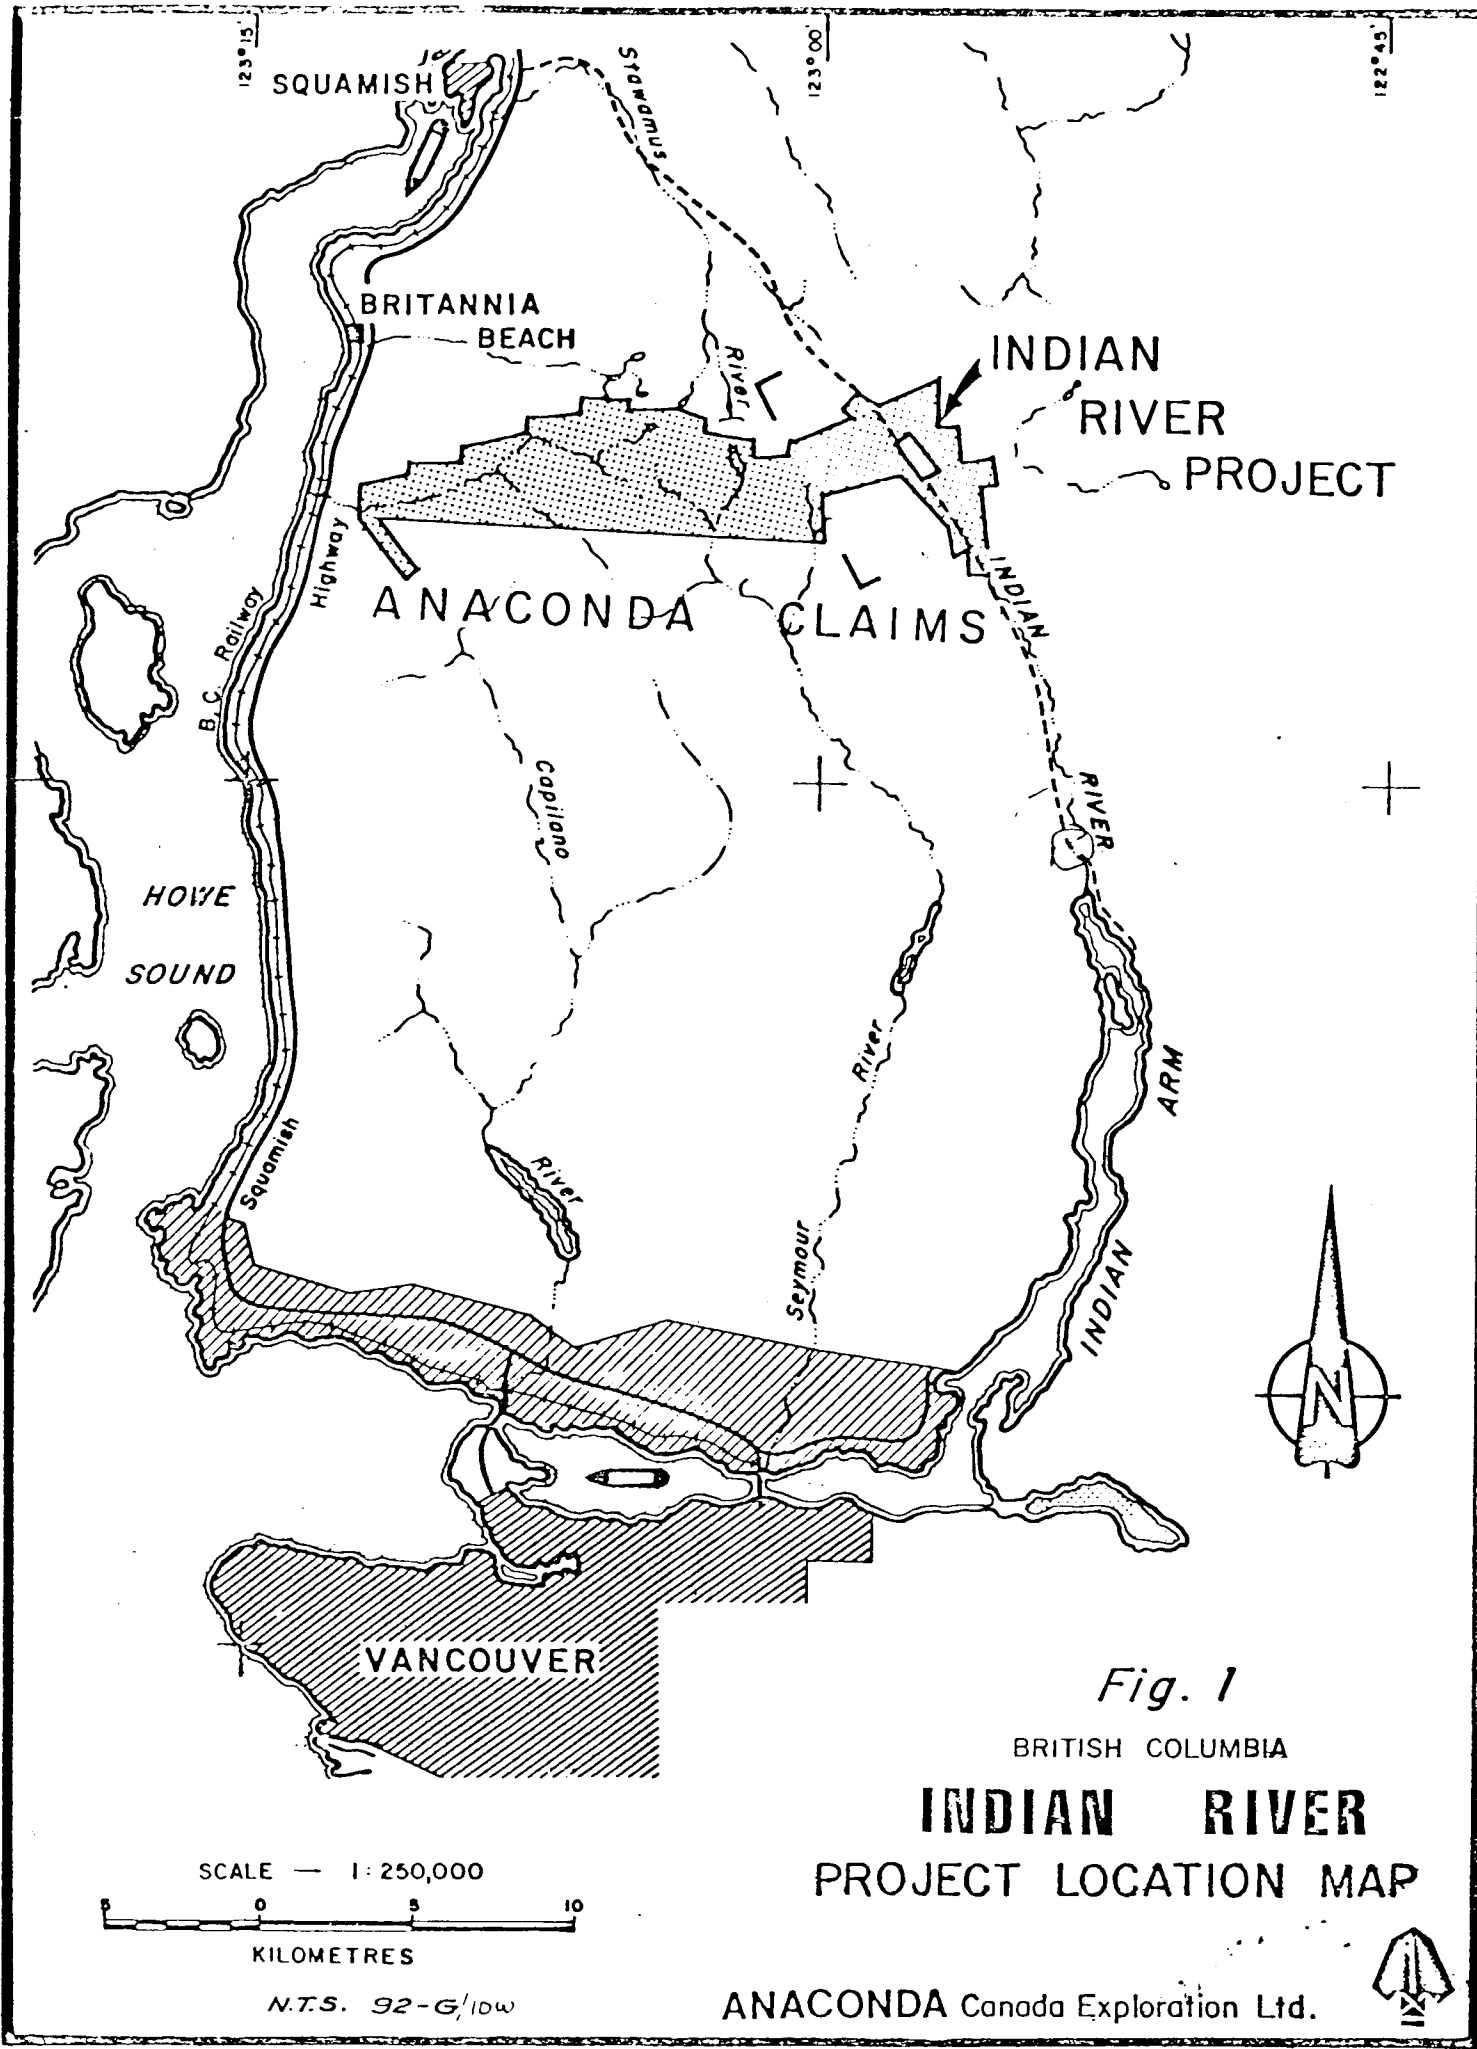 123° 15'
123° 00'
122° 45'
SQUAMISH
Stawamus
River
BRITANNIA
BEACH
INDIAN
RIVER
PROJECT
Highway
B.C. Railway
ANACONDA CLAIMS
INDIAN
RIVER
Capilano
HOWE
SOUND
River
ARM
Squamish
River
Seymour
INDIAN
N
VANCOUVER
Fig. 1
BRITISH COLUMBIA
INDIAN RIVER
PROJECT LOCATION MAP
SCALE — 1:250,000
5 0 5 10
KILOMETRES
N.T.S. 92-G/10W
ANACONDA Canada Exploration Ltd.